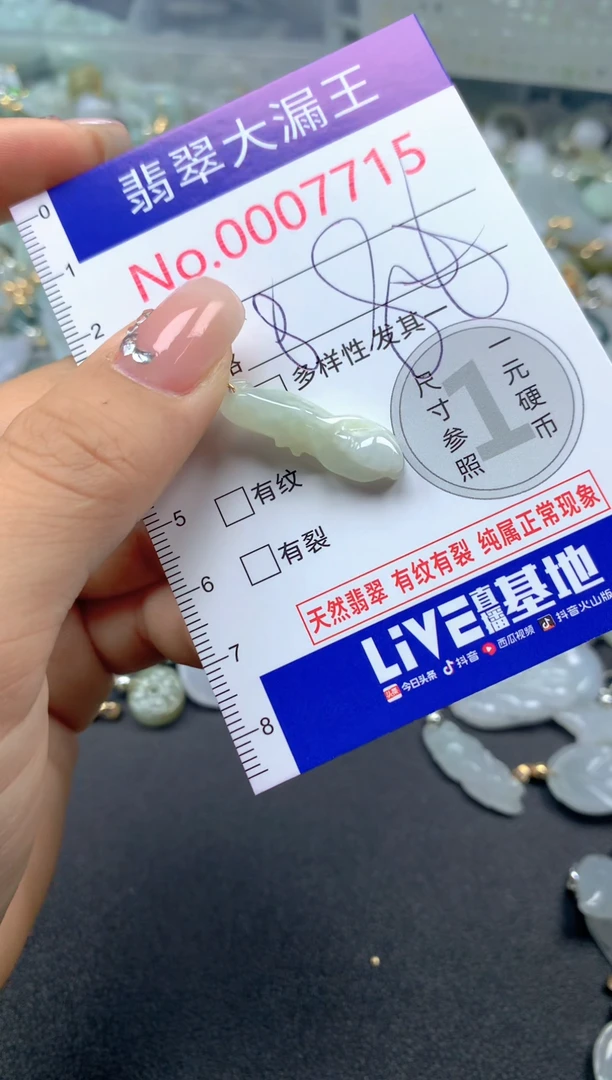 翡翠大漏王
No.0007715
多样性/发其一
一元硬币
尺寸参照
1
有纹
有裂
天然翡翠 有纹有裂 纯属正常现象
LiVE直播基地
今日头条 抖音 西瓜视频 抖音火山版
0
1
2
5
6
7
8